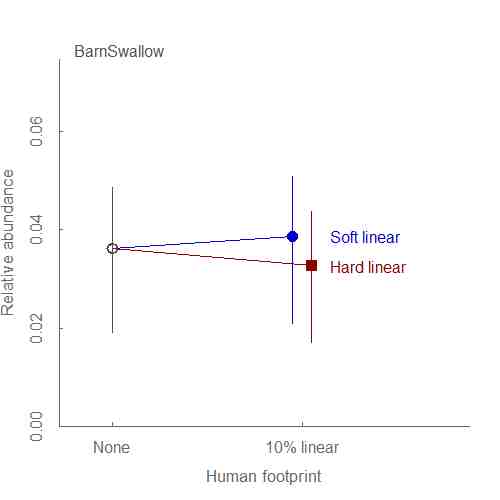 BarnSwallow
0.06
0.04
0.02
0.00
Relative abundance
Soft linear
Hard linear
None
10% linear
Human footprint